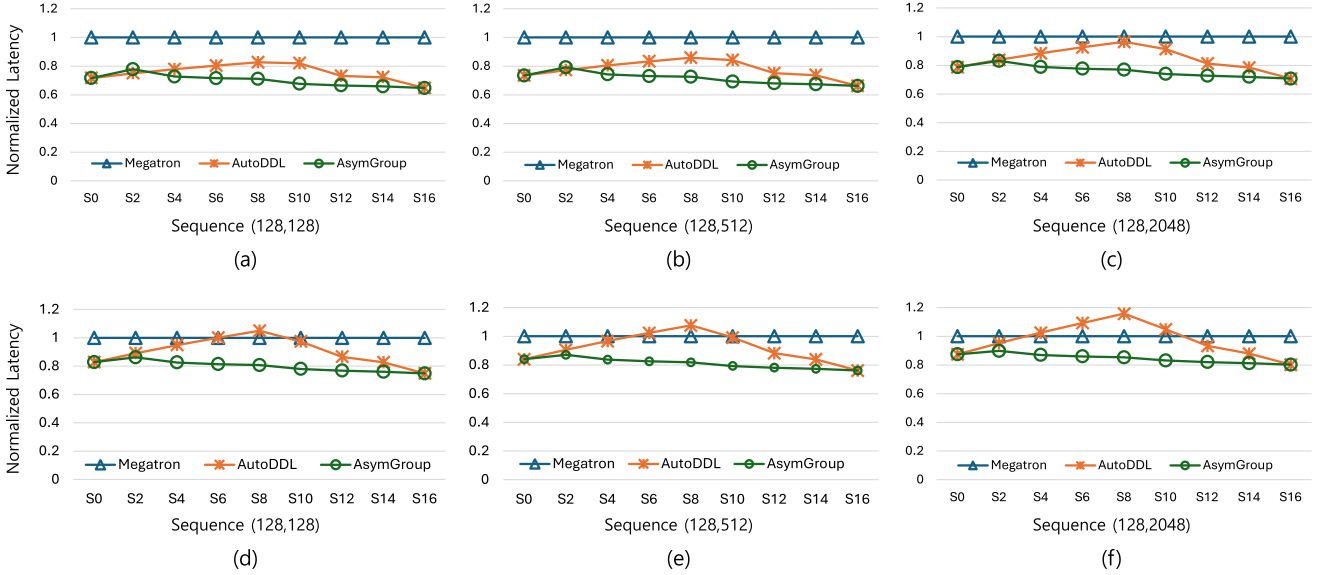 Normalized Latency
1.2
1
0.8
0.6
0.4
0.2
0
Megatron AutoDDL AsymGroup
S0 S2 S4 S6 S8 S10 S12 S14 S16
Sequence (128,128)
(a)
1.2
1
0.8
0.6
0.4
0.2
0
Megatron AutoDDL AsymGroup
S0 S2 S4 S6 S8 S10 S12 S14 S16
Sequence (128,512)
(b)
1.2
1
0.8
0.6
0.4
0.2
0
Megatron AutoDDL AsymGroup
S0 S2 S4 S6 S8 S10 S12 S14 S16
Sequence (128,2048)
(c)
Normalized Latency
1.2
1
0.8
0.6
0.4
0.2
0
Megatron AutoDDL AsymGroup
S0 S2 S4 S6 S8 S10 S12 S14 S16
Sequence (128,128)
(d)
1.2
1
0.8
0.6
0.4
0.2
0
Megatron AutoDDL AsymGroup
S0 S2 S4 S6 S8 S10 S12 S14 S16
Sequence (128,512)
(e)
1.2
1
0.8
0.6
0.4
0.2
0
Megatron AutoDDL AsymGroup
S0 S2 S4 S6 S8 S10 S12 S14 S16
Sequence (128,2048)
(f)